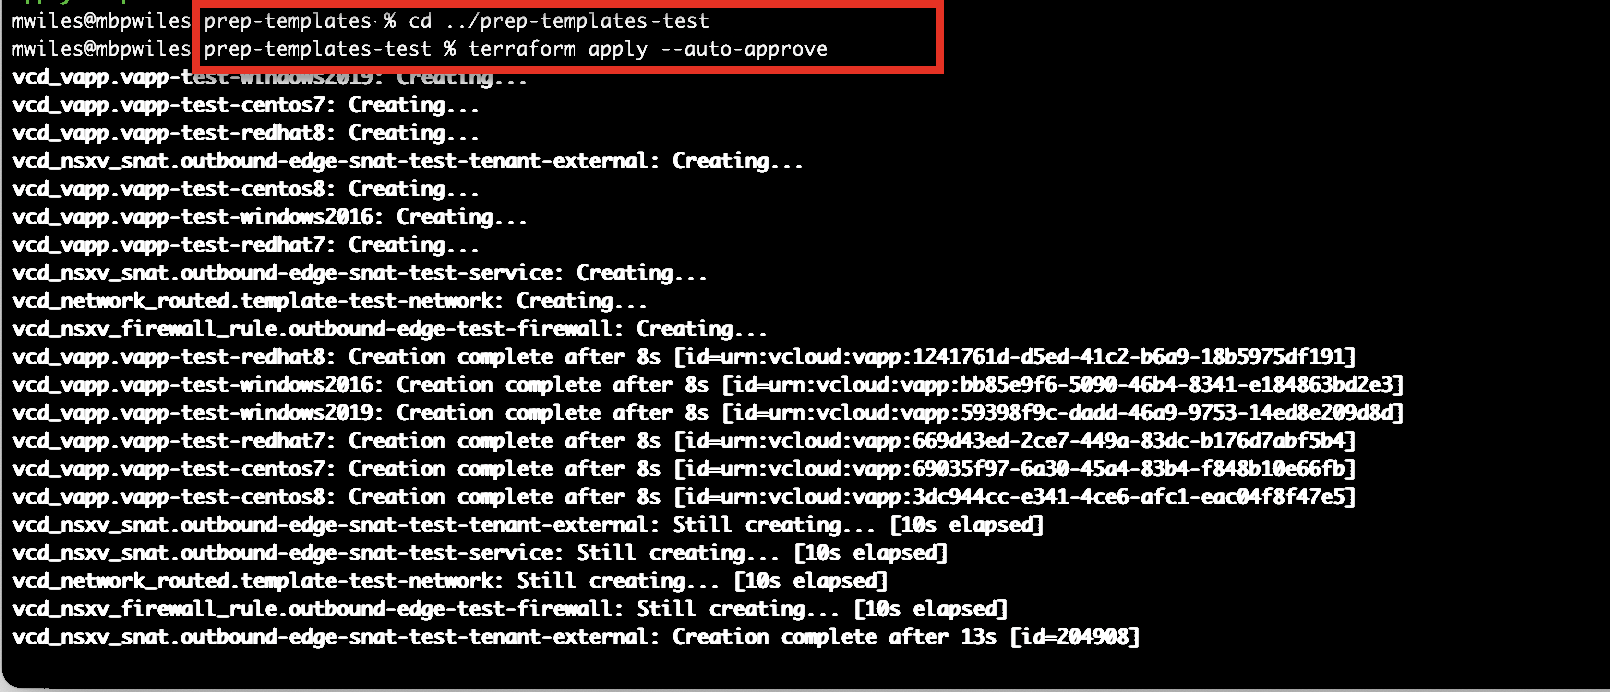 mwiles@mbpwiles prep-templates % cd ../prep-templates-test
mwiles@mbpwiles prep-templates-test % terraform apply --auto-approve
vcd_vapp.vapp-test-windows2019: Creating...
vcd_vapp.vapp-test-centos7: Creating...
vcd_vapp.vapp-test-redhat8: Creating...
vcd_nsxv_snat.outbound-edge-snat-test-tenant-external: Creating...
vcd_vapp.vapp-test-centos8: Creating...
vcd_vapp.vapp-test-windows2016: Creating...
vcd_vapp.vapp-test-redhat7: Creating...
vcd_nsxv_snat.outbound-edge-snat-test-service: Creating...
vcd_network_routed.template-test-network: Creating...
vcd_nsxv_firewall_rule.outbound-edge-test-firewall: Creating...
vcd_vapp.vapp-test-redhat8: Creation complete after 8s [id=urn:vcloud:vapp:1241761d-d5ed-41c2-b6a9-18b5975df191]
vcd_vapp.vapp-test-windows2016: Creation complete after 8s [id=urn:vcloud:vapp:bb85e9f6-5090-46b4-8341-e184863bd2e3]
vcd_vapp.vapp-test-windows2019: Creation complete after 8s [id=urn:vcloud:vapp:59398f9c-dadd-46a9-9753-14ed8e209d8d]
vcd_vapp.vapp-test-redhat7: Creation complete after 8s [id=urn:vcloud:vapp:669d43ed-2ce7-449a-83dc-b176d7abf5b4]
vcd_vapp.vapp-test-centos7: Creation complete after 8s [id=urn:vcloud:vapp:69035f97-6a30-45a4-83b4-f848b10e66fb]
vcd_vapp.vapp-test-centos8: Creation complete after 8s [id=urn:vcloud:vapp:3dc944cc-e341-4ce6-afc1-eac04f8f47e5]
vcd_nsxv_snat.outbound-edge-snat-test-tenant-external: Still creating... [10s elapsed]
vcd_nsxv_snat.outbound-edge-snat-test-service: Still creating... [10s elapsed]
vcd_network_routed.template-test-network: Still creating... [10s elapsed]
vcd_nsxv_firewall_rule.outbound-edge-test-firewall: Still creating... [10s elapsed]
vcd_nsxv_snat.outbound-edge-snat-test-tenant-external: Creation complete after 13s [id=204908]